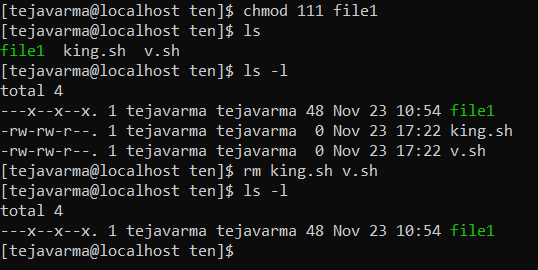 [tejavarma@localhost ten]$ chmod 111 file1
[tejavarma@localhost ten]$ ls
file1  king.sh  v.sh
[tejavarma@localhost ten]$ ls -l
total 4
---x--x--x. 1 tejavarma tejavarma 48 Nov 23 10:54 file1
-rw-rw-r--. 1 tejavarma tejavarma  0 Nov 23 17:22 king.sh
-rw-rw-r--. 1 tejavarma tejavarma  0 Nov 23 17:22 v.sh
[tejavarma@localhost ten]$ rm king.sh v.sh
[tejavarma@localhost ten]$ ls -l
total 4
---x--x--x. 1 tejavarma tejavarma 48 Nov 23 10:54 file1
[tejavarma@localhost ten]$